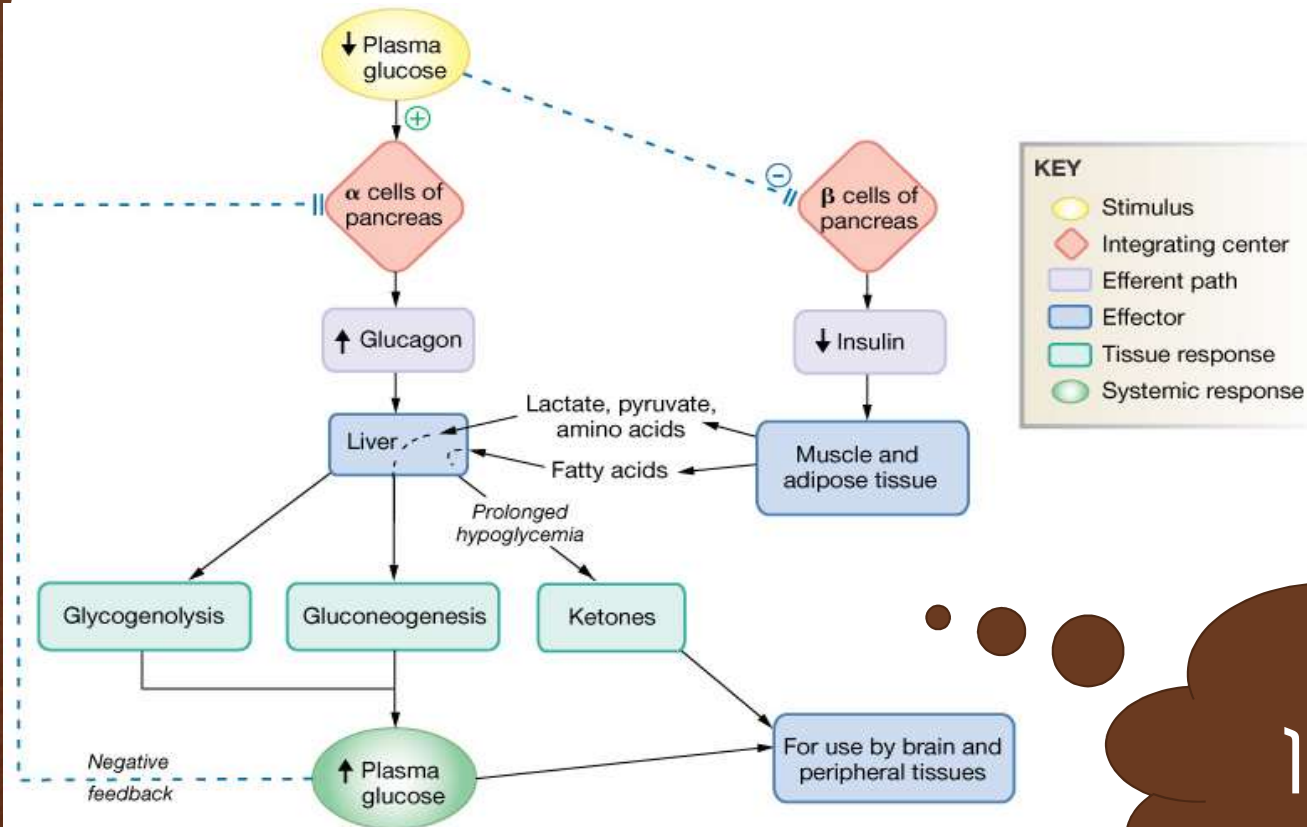 ↓ Plasma
glucose
+
α cells of
pancreas
−
β cells of
pancreas
↑ Glucagon
↓ Insulin
Liver
Lactate, pyruvate,
amino acids
Fatty acids
Muscle and
adipose tissue
Prolonged
hypoglycemia
Glycogenolysis
Gluconeogenesis
Ketones
↑ Plasma
glucose
For use by brain and
peripheral tissues
Negative
feedback
KEY
Stimulus
Integrating center
Efferent path
Effector
Tissue response
Systemic response